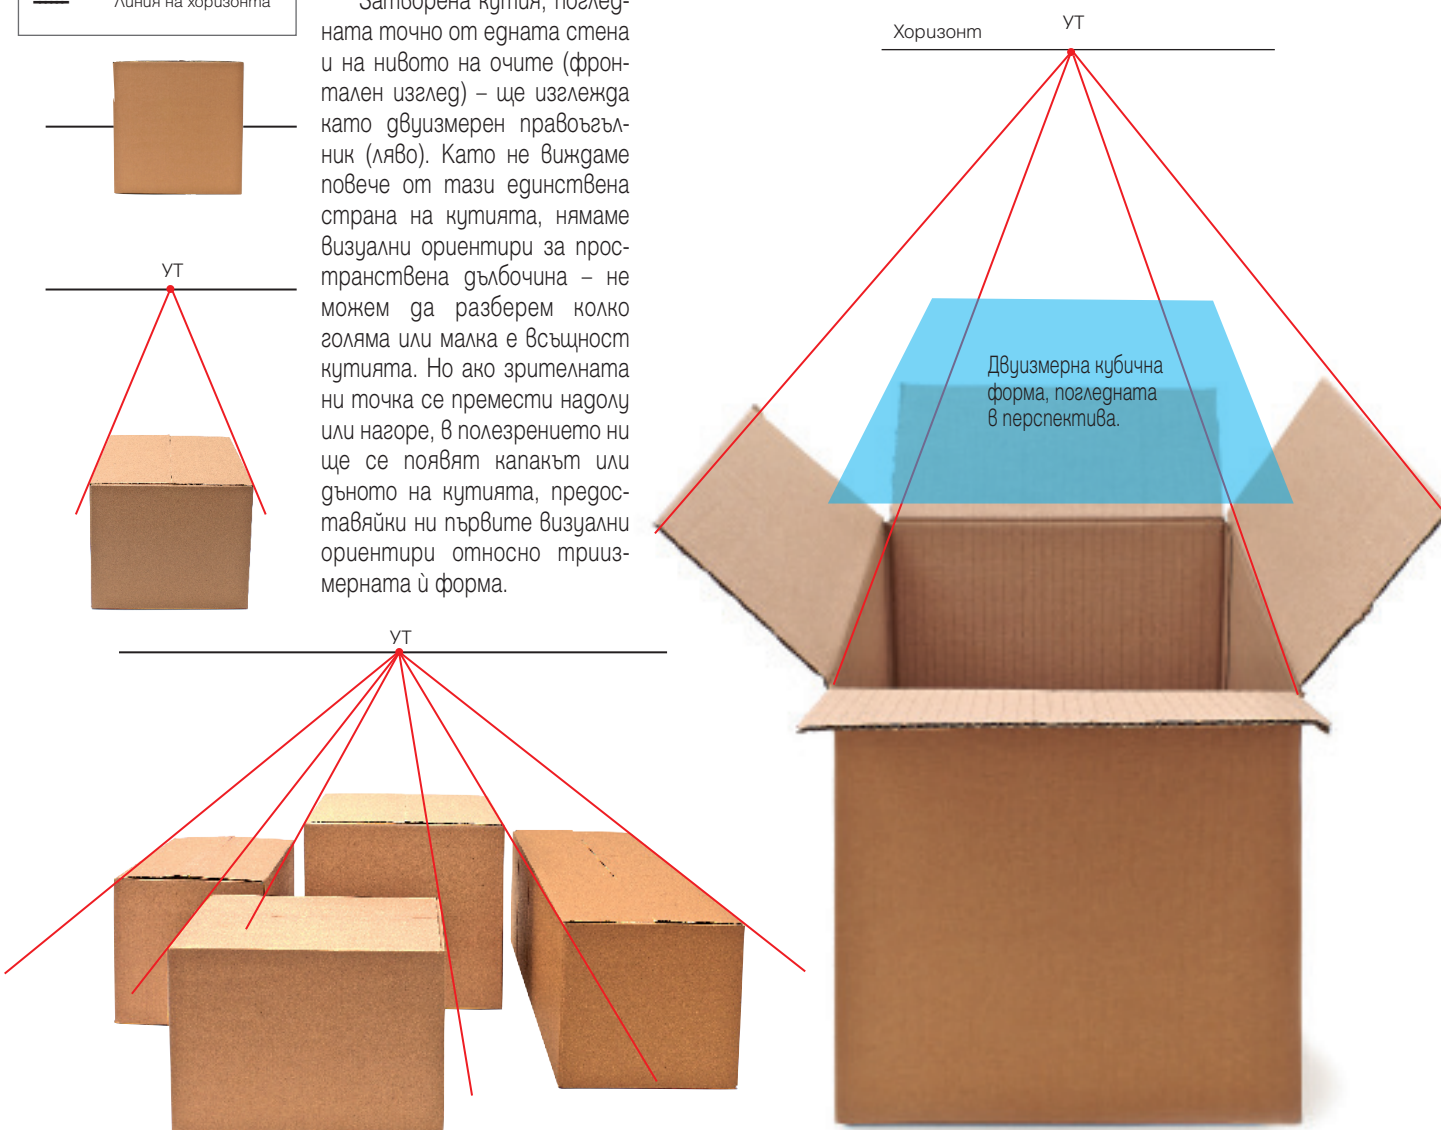 Линия на хоризонта
Затворена кутия, поглед-
ната точно от едната стена
и на нивото на очите (фрон-
тален изглед) – ще изглежда
като двуизмерен правоъгъл-
ник (ляво). Като не виждаме
повече от тази единствена
страна на кутията, нямаме
визуални ориентири за прос-
транствена дълбочина – не
можем да разберем колко
голяма или малка е всъщност
кутията. Но ако зрителната
ни точка се премести надолу
или нагоре, в полезрението ни
ще се появят капакът или
дъното на кутията, предос-
тавяйки ни първите визуални
ориентири относно трииз-
мерната ѝ форма.
УТ
УТ
Хоризонт
УТ
Двуизмерна кубична
форма, погледната
в перспектива.